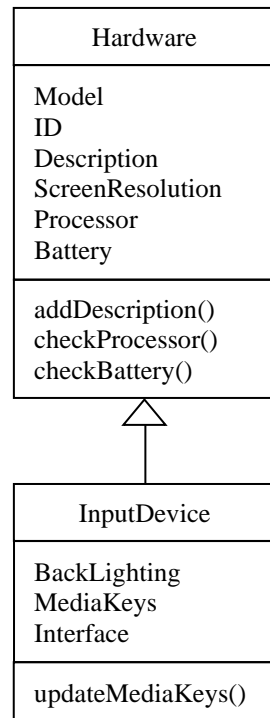 Hardware
Model
ID
Description
ScreenResolution
Processor
Battery
addDescription()
checkProcessor()
checkBattery()
InputDevice
BackLighting
MediaKeys
Interface
updateMediaKeys()